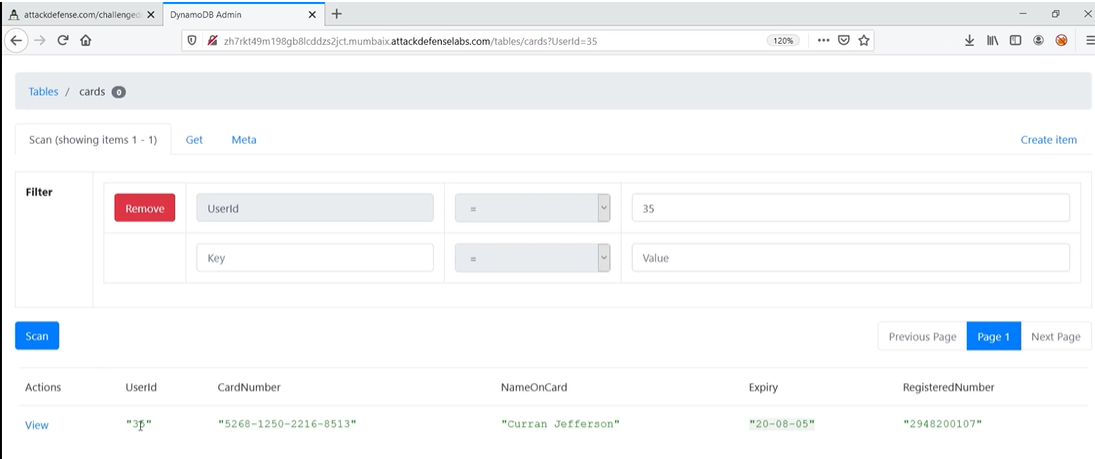 attackdefense.com/challenged
DynamoDB Admin
zh7rkt49m198gb8lcddzs2jct.mumbaix.attackdefenselabs.com/tables/cards?UserId=35
120%
Tables / cards 0
Scan (showing items 1 - 1) Get Meta Create item
Filter
Remove UserId = 35
Key = Value
Scan Previous Page Page 1 Next Page
Actions UserId CardNumber NameOnCard Expiry RegisteredNumber
View "35" "5268-1250-2216-8513" "Curran Jefferson" "20-08-05" "2948200107"